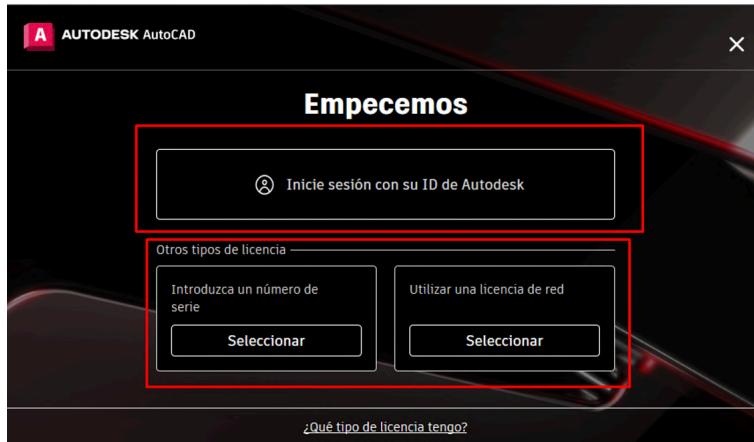 A AUTODESK AutoCAD
Empecemos
Inicie sesión con su ID de Autodesk
Otros tipos de licencia
Introduzca un número de
serie
Seleccionar
Utilizar una licencia de red
Seleccionar
¿Qué tipo de licencia tengo?